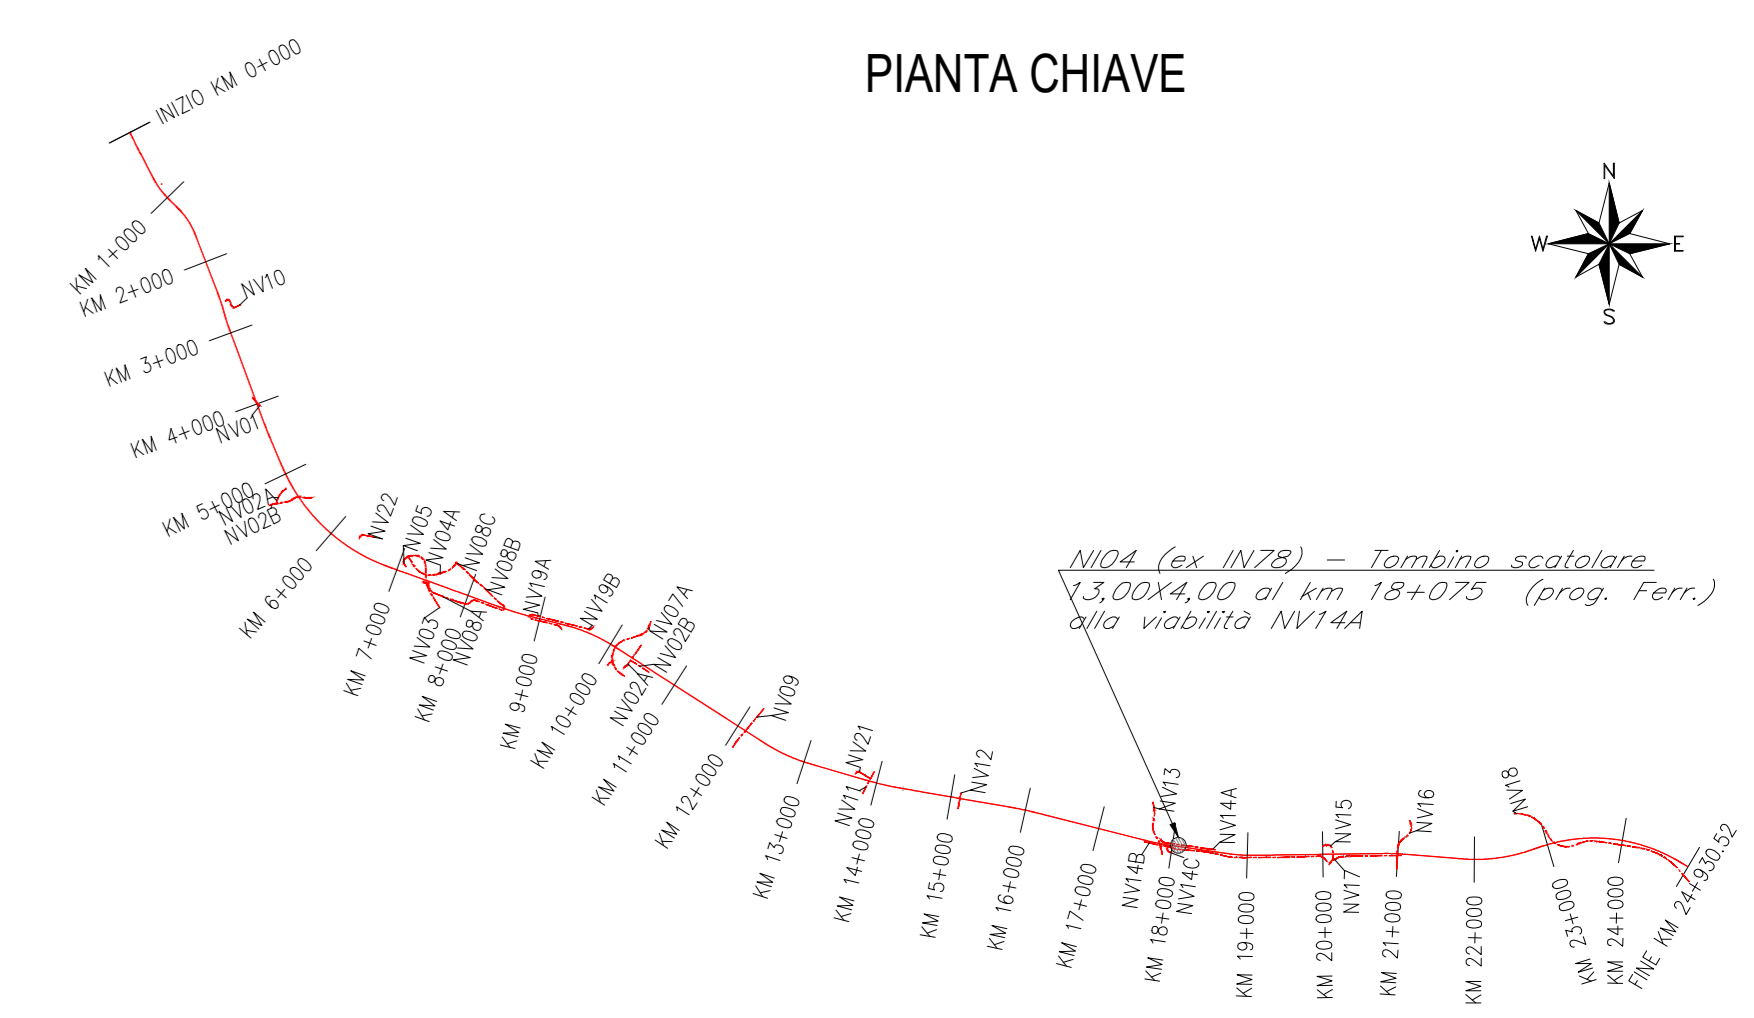 PIANTA CHIAVE
INIZIO KM 0+000
N
W
E
S
KM 1+000
KM 2+000
NV10
KM 3+000
KM 4+000
NV01
KM 5+000
NV02A
NV02B
KM 6+000
NV22
NV05
NV04A
NV08C
NV08B
NV19A
NV19B
NV07A
NV02B
KM 7+000
NV03
KM 8+000
NV08A
KM 9+000
KM 10+000
NV02A
KM 11+000
NV09
KM 12+000
NI04 (ex IN78) – Tombino scatolare
13,00X4,00 al km 18+075 (prog. Ferr.)
alla viabilità NV14A
KM 13+000
NV21
NV11
KM 14+000
NV12
KM 15+000
KM 16+000
KM 17+000
NV13
NV14A
NV14B
KM 18+000
NV14C
KM 19+000
NV15
KM 20+000
NV17
NV16
KM 21+000
KM 22+000
NV18
KM 23+000
KM 24+000
FINE KM 24+930.52